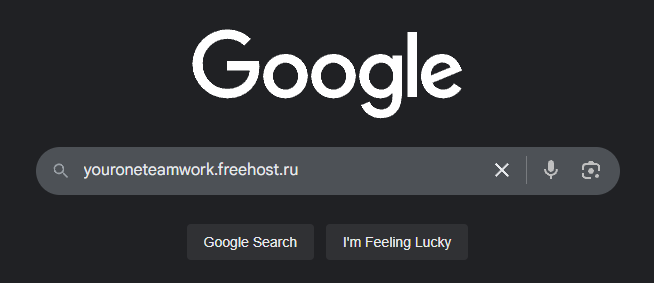 Google
youroneteamwork.freehost.ru
Google Search
I'm Feeling Lucky